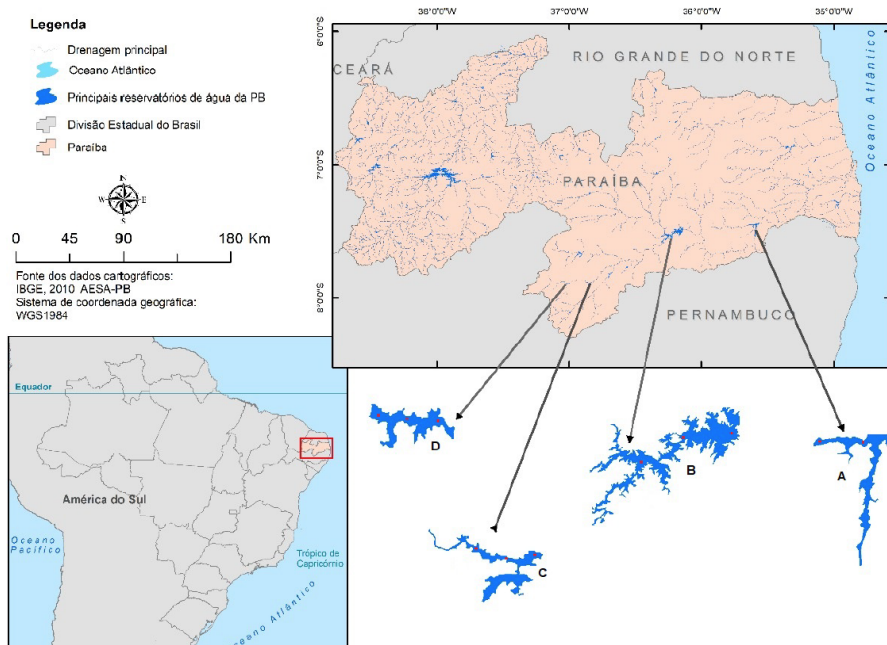 Legenda
Drenagem principal
Oceano Atlântico
Principais reservatórios de água da PB
Divisão Estadual do Brasil
Paraíba
N
W
E
S
0 45 90 180 Km
Fonte dos dados cartográficos:
IBGE, 2010 AESA-PB
Sistema de coordenada geográfica:
WGS1984
38°0'0"W 37°0'0"W 36°0'0"W 35°0'0"W
6°0'0"S
7°0'0"S
8°0'0"S
CEARÁ
RIO GRANDE DO NORTE
PARAÍBA
PERNAMBUCO
Oceano Atlântico
Equador
América do Sul
Oceano
Pacífico
Trópico de
Capricórnio
Oceano Atlântico
D
B
A
C